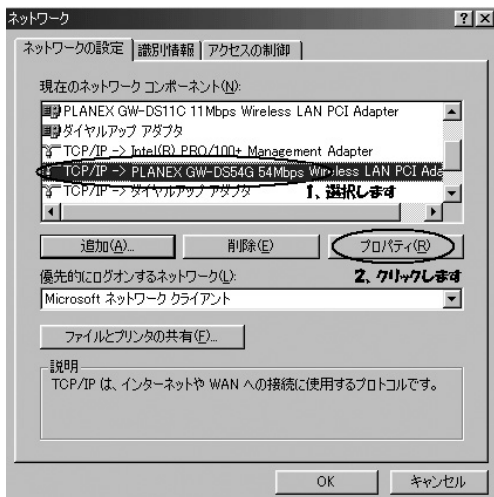 ネットワーク
ネットワークの設定 識別情報 アクセスの制御
現在のネットワーク コンポーネント(N):
PLANEX GW-DS11C 11Mbps Wireless LAN PCI Adapter
ダイヤルアップ アダプタ
TCP/IP -> Intel(R) PRO/100+ Management Adapter
TCP/IP -> PLANEX GW-DS54G 54Mbps Wireless LAN PCI Ada
TCP/IP -> ダイヤルアップ アダプタ 1、選択します
追加(A)... 削除(E) プロパティ(R)
優先的にログオンするネットワーク(L): 2、クリックします
Microsoft ネットワーク クライアント
ファイルとプリンタの共有(F)...
説明
TCP/IP は、インターネットや WAN への接続に使用するプロトコルです。
OK キャンセル